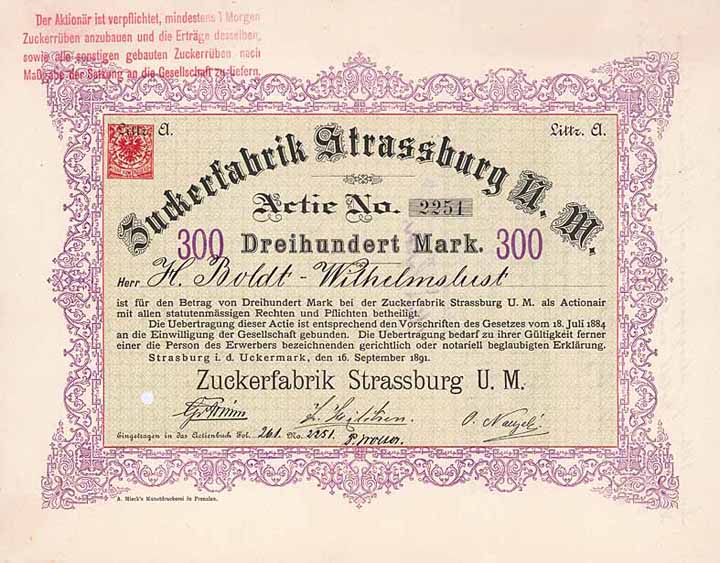 Der Aktionär ist verpflichtet, mindestens 1 Morgen
Zuckerrüben anzubauen und die Erträge desselben,
sowie alle sonstigen gebauten Zuckerrüben nach
Maßgabe der Satzung an die Gesellschaft zu liefern.
Littr. A. Littr. A.
Zuckerfabrik Strassburg U. M.
Actie No. 2251
300 Dreihundert Mark. 300
Herr H. Boldt - Wilhelmslust
ist für den Betrag von Dreihundert Mark bei der Zuckerfabrik Strassburg U. M. als Actionair
mit allen statutenmässigen Rechten und Pflichten betheiligt.
Die Uebertragung dieser Actie ist entsprechend den Vorschriften des Gesetzes vom 18. Juli 1884
an die Einwilligung der Gesellschaft gebunden. Die Uebertragung bedarf zu ihrer Gültigkeit ferner
einer die Person des Erwerbers bezeichnenden gerichtlich oder notariell beglaubigten Erklärung.
Strasburg i. d. Uckermark, den 16. September 1891.
Zuckerfabrik Strassburg U. M.
Eingetragen in das Actienbuch Fol. 261. No. 2251.
A. Mieck's Kunstdruckerei in Prenzlau.